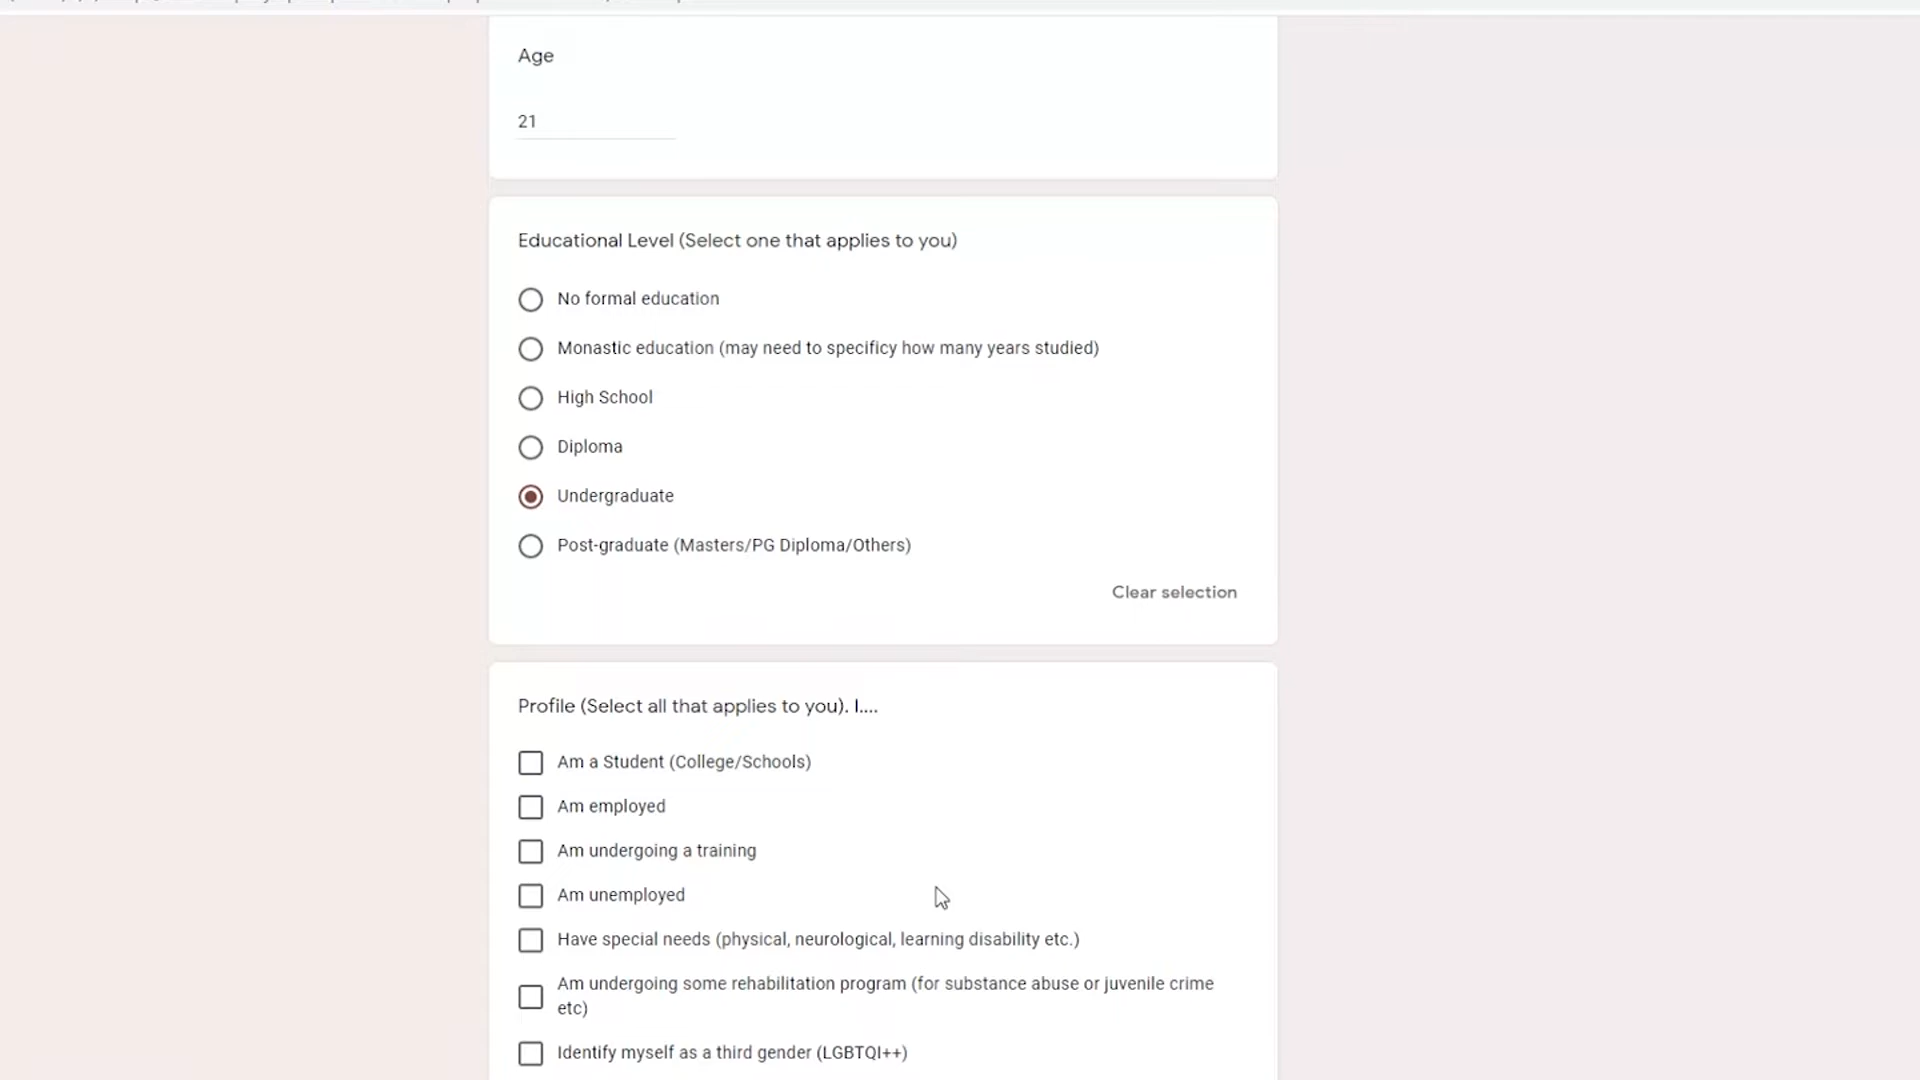 Age
21
Educational Level (Select one that applies to you)
No formal education
Monastic education (may need to specificy how many years studied)
High School
Diploma
Undergraduate
Post-graduate (Masters/PG Diploma/Others)
Clear selection
Profile (Select all that applies to you). I....
Am a Student (College/Schools)
Am employed
Am undergoing a training
Am unemployed
Have special needs (physical, neurological, learning disability etc.)
Am undergoing some rehabilitation program (for substance abuse or juvenile crime
etc)
Identify myself as a third gender (LGBTQI++)